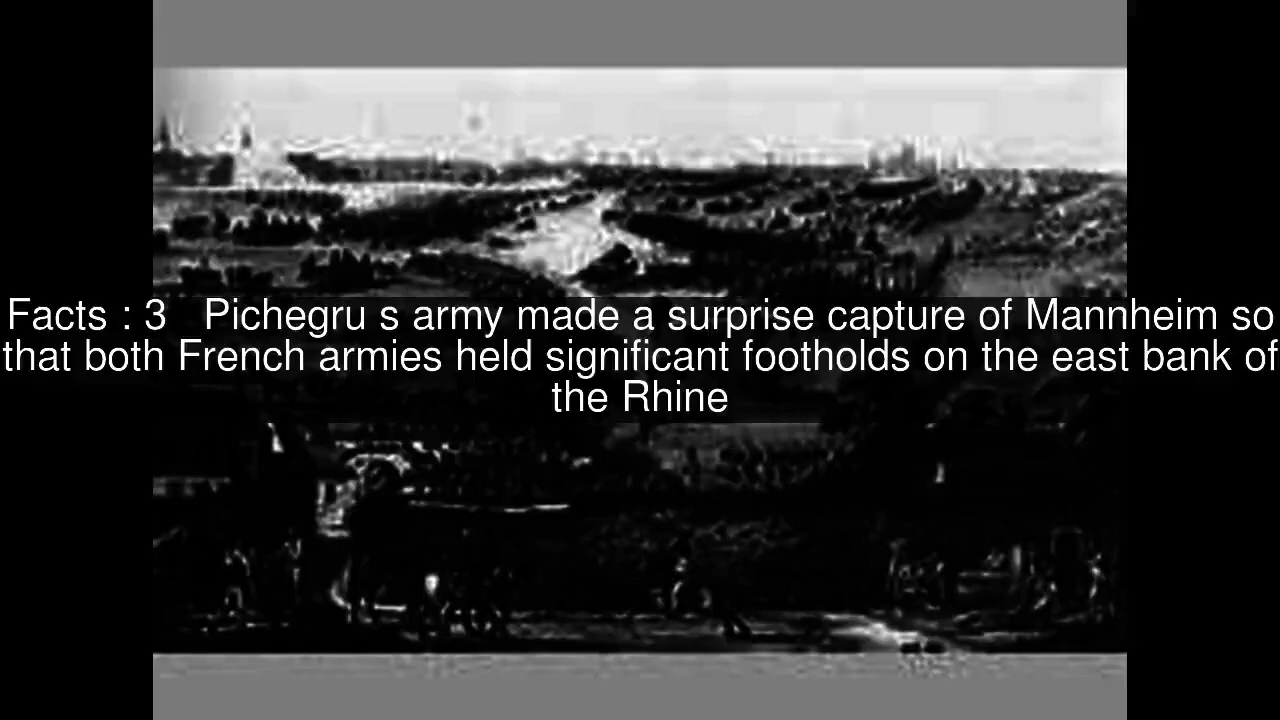 Facts : 3   Pichegru s army made a surprise capture of Mannheim so
that both French armies held significant footholds on the east bank of
the Rhine